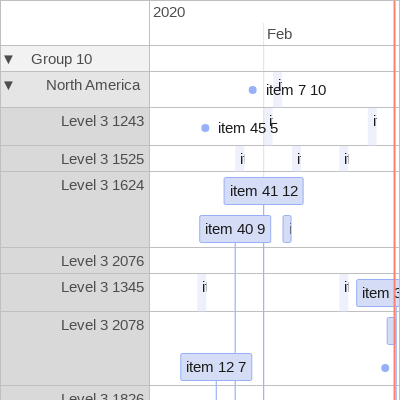 2020
Feb
▼ Group 10
▼ North America
item 7 10
Level 3 1243
item 45 5
Level 3 1525
Level 3 1624
item 41 12
item 40 9
Level 3 2076
Level 3 1345
item 3
Level 3 2078
item 12 7
Level 3 1826